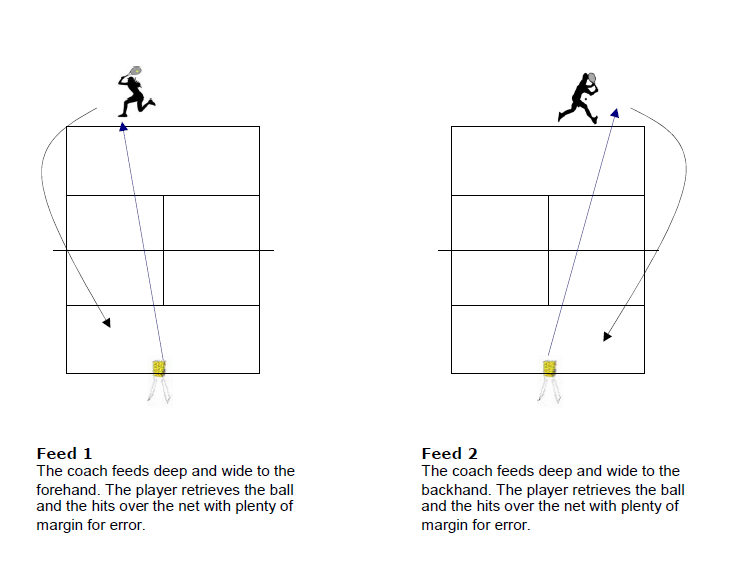 Feed 1
The coach feeds deep and wide to the
forehand. The player retrieves the ball
and the hits over the net with plenty of
margin for error.
Feed 2
The coach feeds deep and wide to the
backhand. The player retrieves the ball
and the hits over the net with plenty of
margin for error.